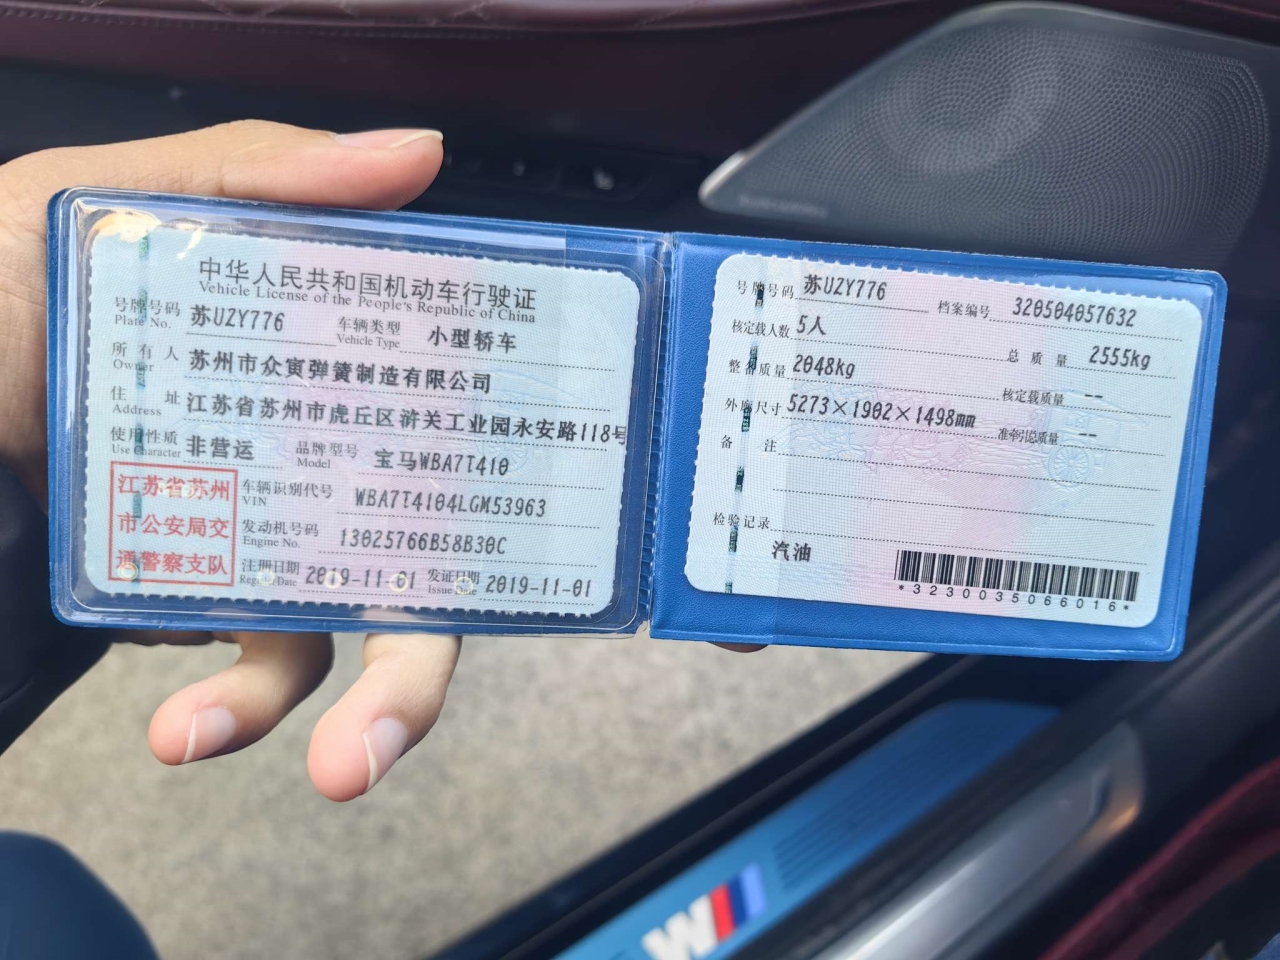 中华人民共和国机动车行驶证
Vehicle License of the People's Republic of China
号牌号码 Plate No. 苏UZY776 车辆类型 Vehicle Type 小型轿车
所有人 Owner 苏州市众寅弹簧制造有限公司
住址 Address 江苏省苏州市虎丘区浒关工业园永安路118号
使用性质 Use Character 非营运 品牌型号 Model 宝马WBA7T410
江苏省苏州
市公安局交
通警察支队
车辆识别代号 VIN WBA7T4104LGM53963
发动机号码 Engine No. 13025766B58B30C
注册日期 Register Date 2019-11-01 发证日期 Issue Date 2019-11-01
号牌号码 苏UZY776 档案编号 320504057632
核定载人数 5人 总质量 2555kg
整备质量 2048kg 核定载质量 --
外廓尺寸 5273×1902×1498mm 准牵引总质量 --
备注
检验记录
汽油
*3230035066016*
M